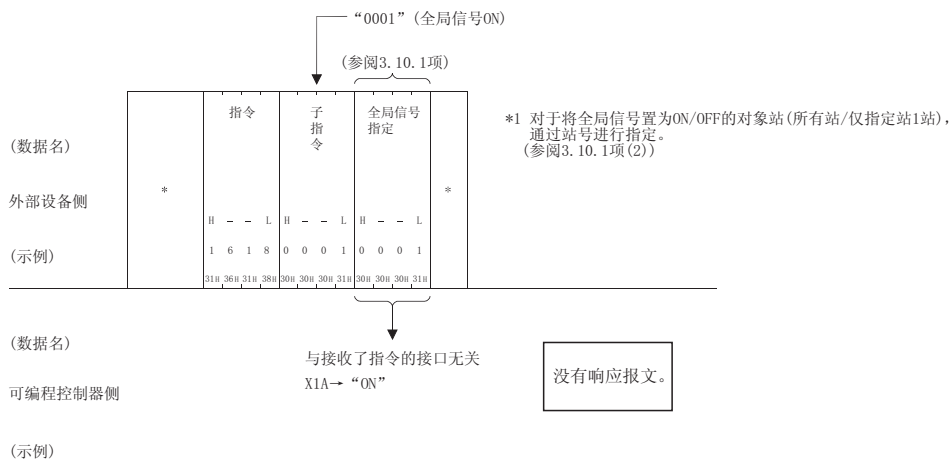 “0001”(全局信号ON)
(参阅3.10.1项)
指令
子
指
令
全局信号
指定
*1 对于将全局信号置为ON/OFF的对象站(所有站/仅指定站1站),
通过站号进行指定。
(参阅3.10.1项(2))
(数据名)
外部设备侧
* *
H － － L H － － L H － － L
(示例)
1 6 1 8 0 0 0 1 0 0 0 1
31H 36H 31H 38H 30H 30H 30H 31H 30H 30H 30H 31H
(数据名)
与接收了指令的接口无关
X1A→“ON”
没有响应报文。
可编程控制器侧
(示例)